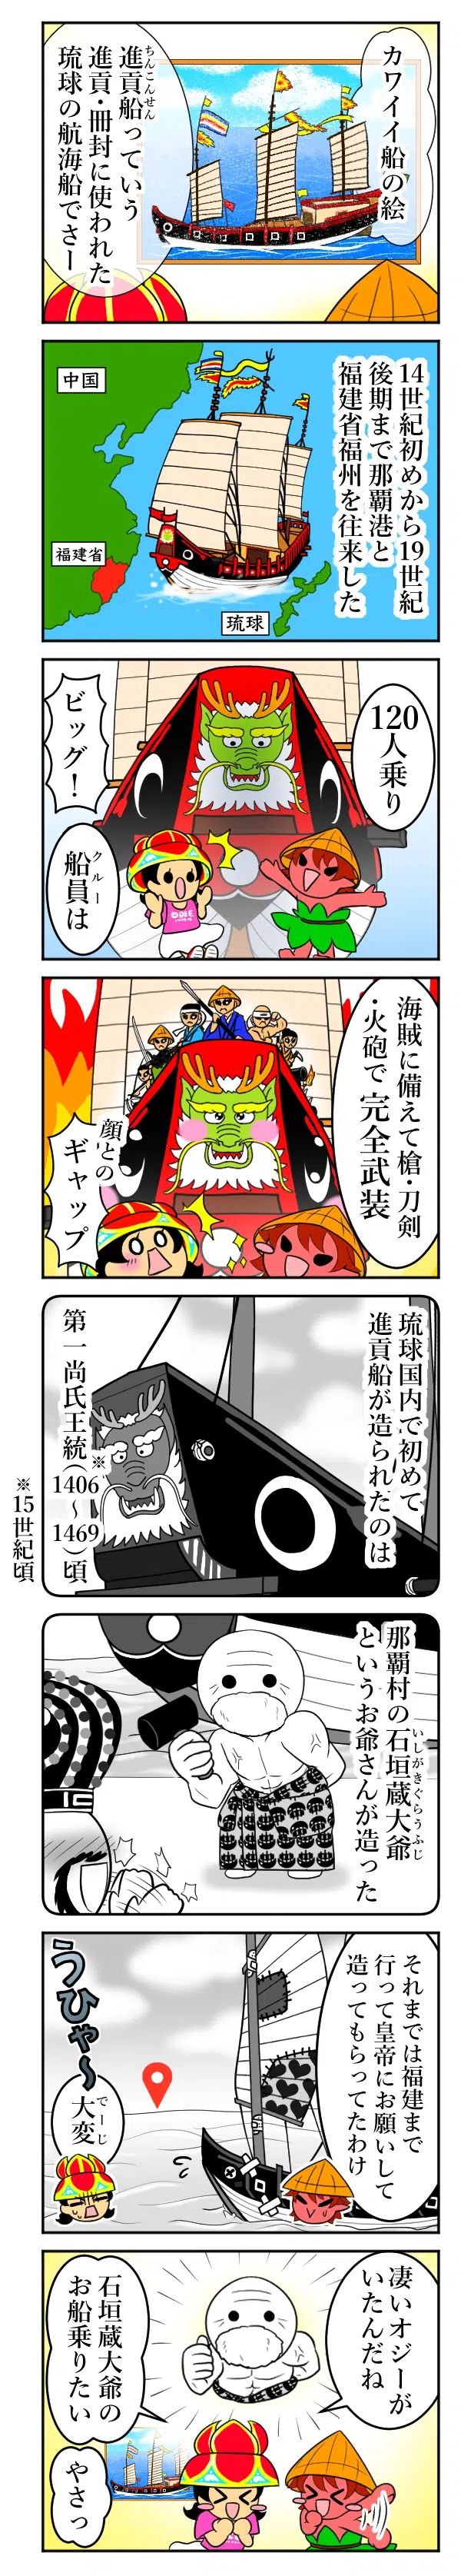 カワイイ船の絵
進貢船っていう
ちんこんせん
進貢・冊封に使われた
琉球の航海船でさー
14世紀初めから19世紀
後期まで那覇港と
福建省福州を往来した
中国
福建省
琉球
120人乗り
ビッグ!
船員は
クルー
海賊に備えて槍・刀剣
・火砲で完全武装
顔との
ギャップ
琉球国内で初めて
進貢船が造られたのは
第一尚氏王統(1406〜1469)頃
※
※15世紀頃
那覇村の石垣蔵大爺
いしがきぐらうふじ
というお爺さんが造った
それまでは福建まで
行って皇帝にお願いして
造ってもらってたわけ
うひゃ〜
大変
でーじ
凄いオジーが
いたんだね
石垣蔵大爺の
お船乗りたい
やさっ